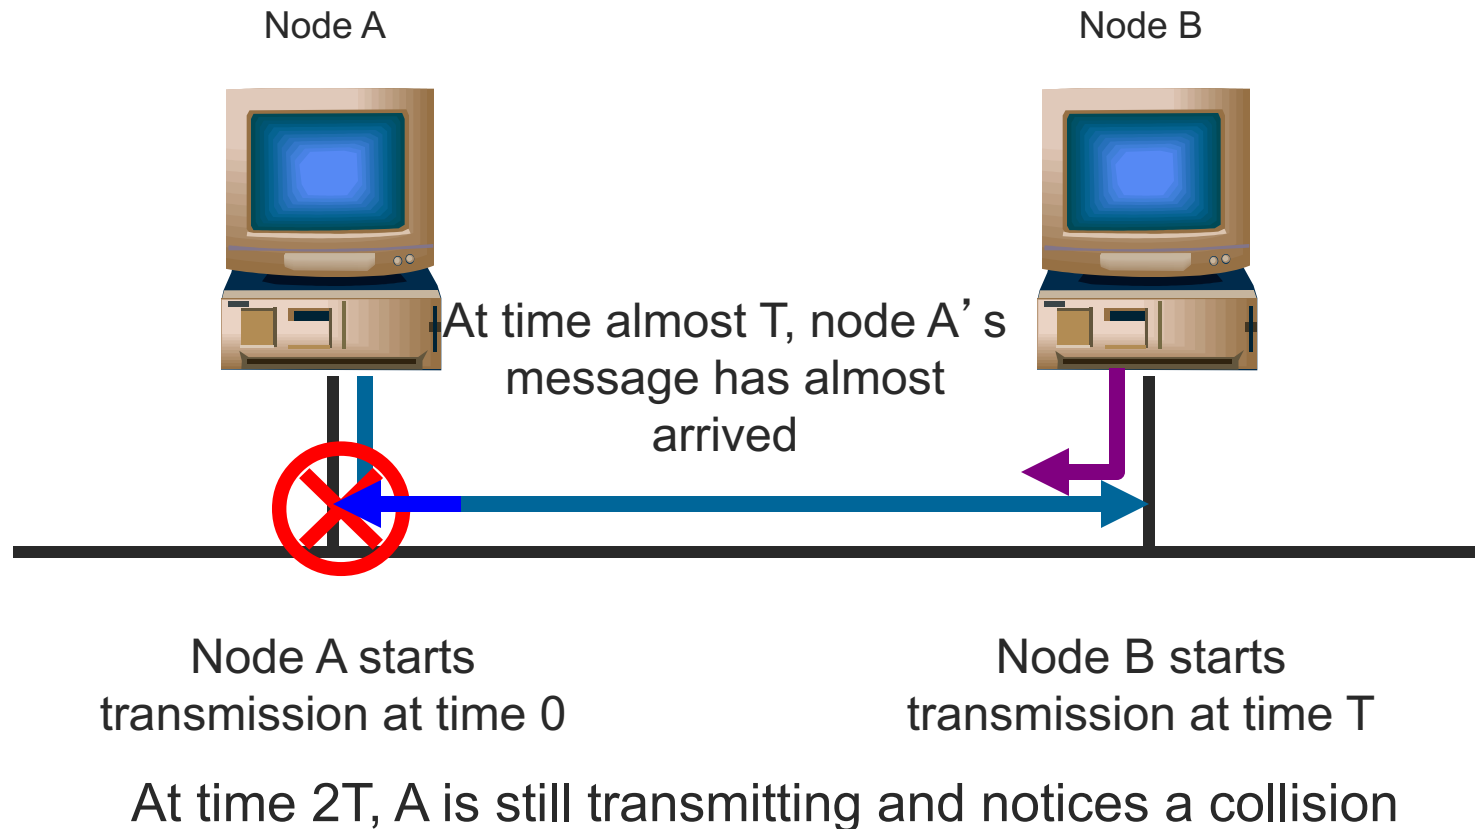 Node A
Node B
At time almost T, node A’s
message has almost
arrived
Node A starts
transmission at time 0
Node B starts
transmission at time T
At time 2T, A is still transmitting and notices a collision